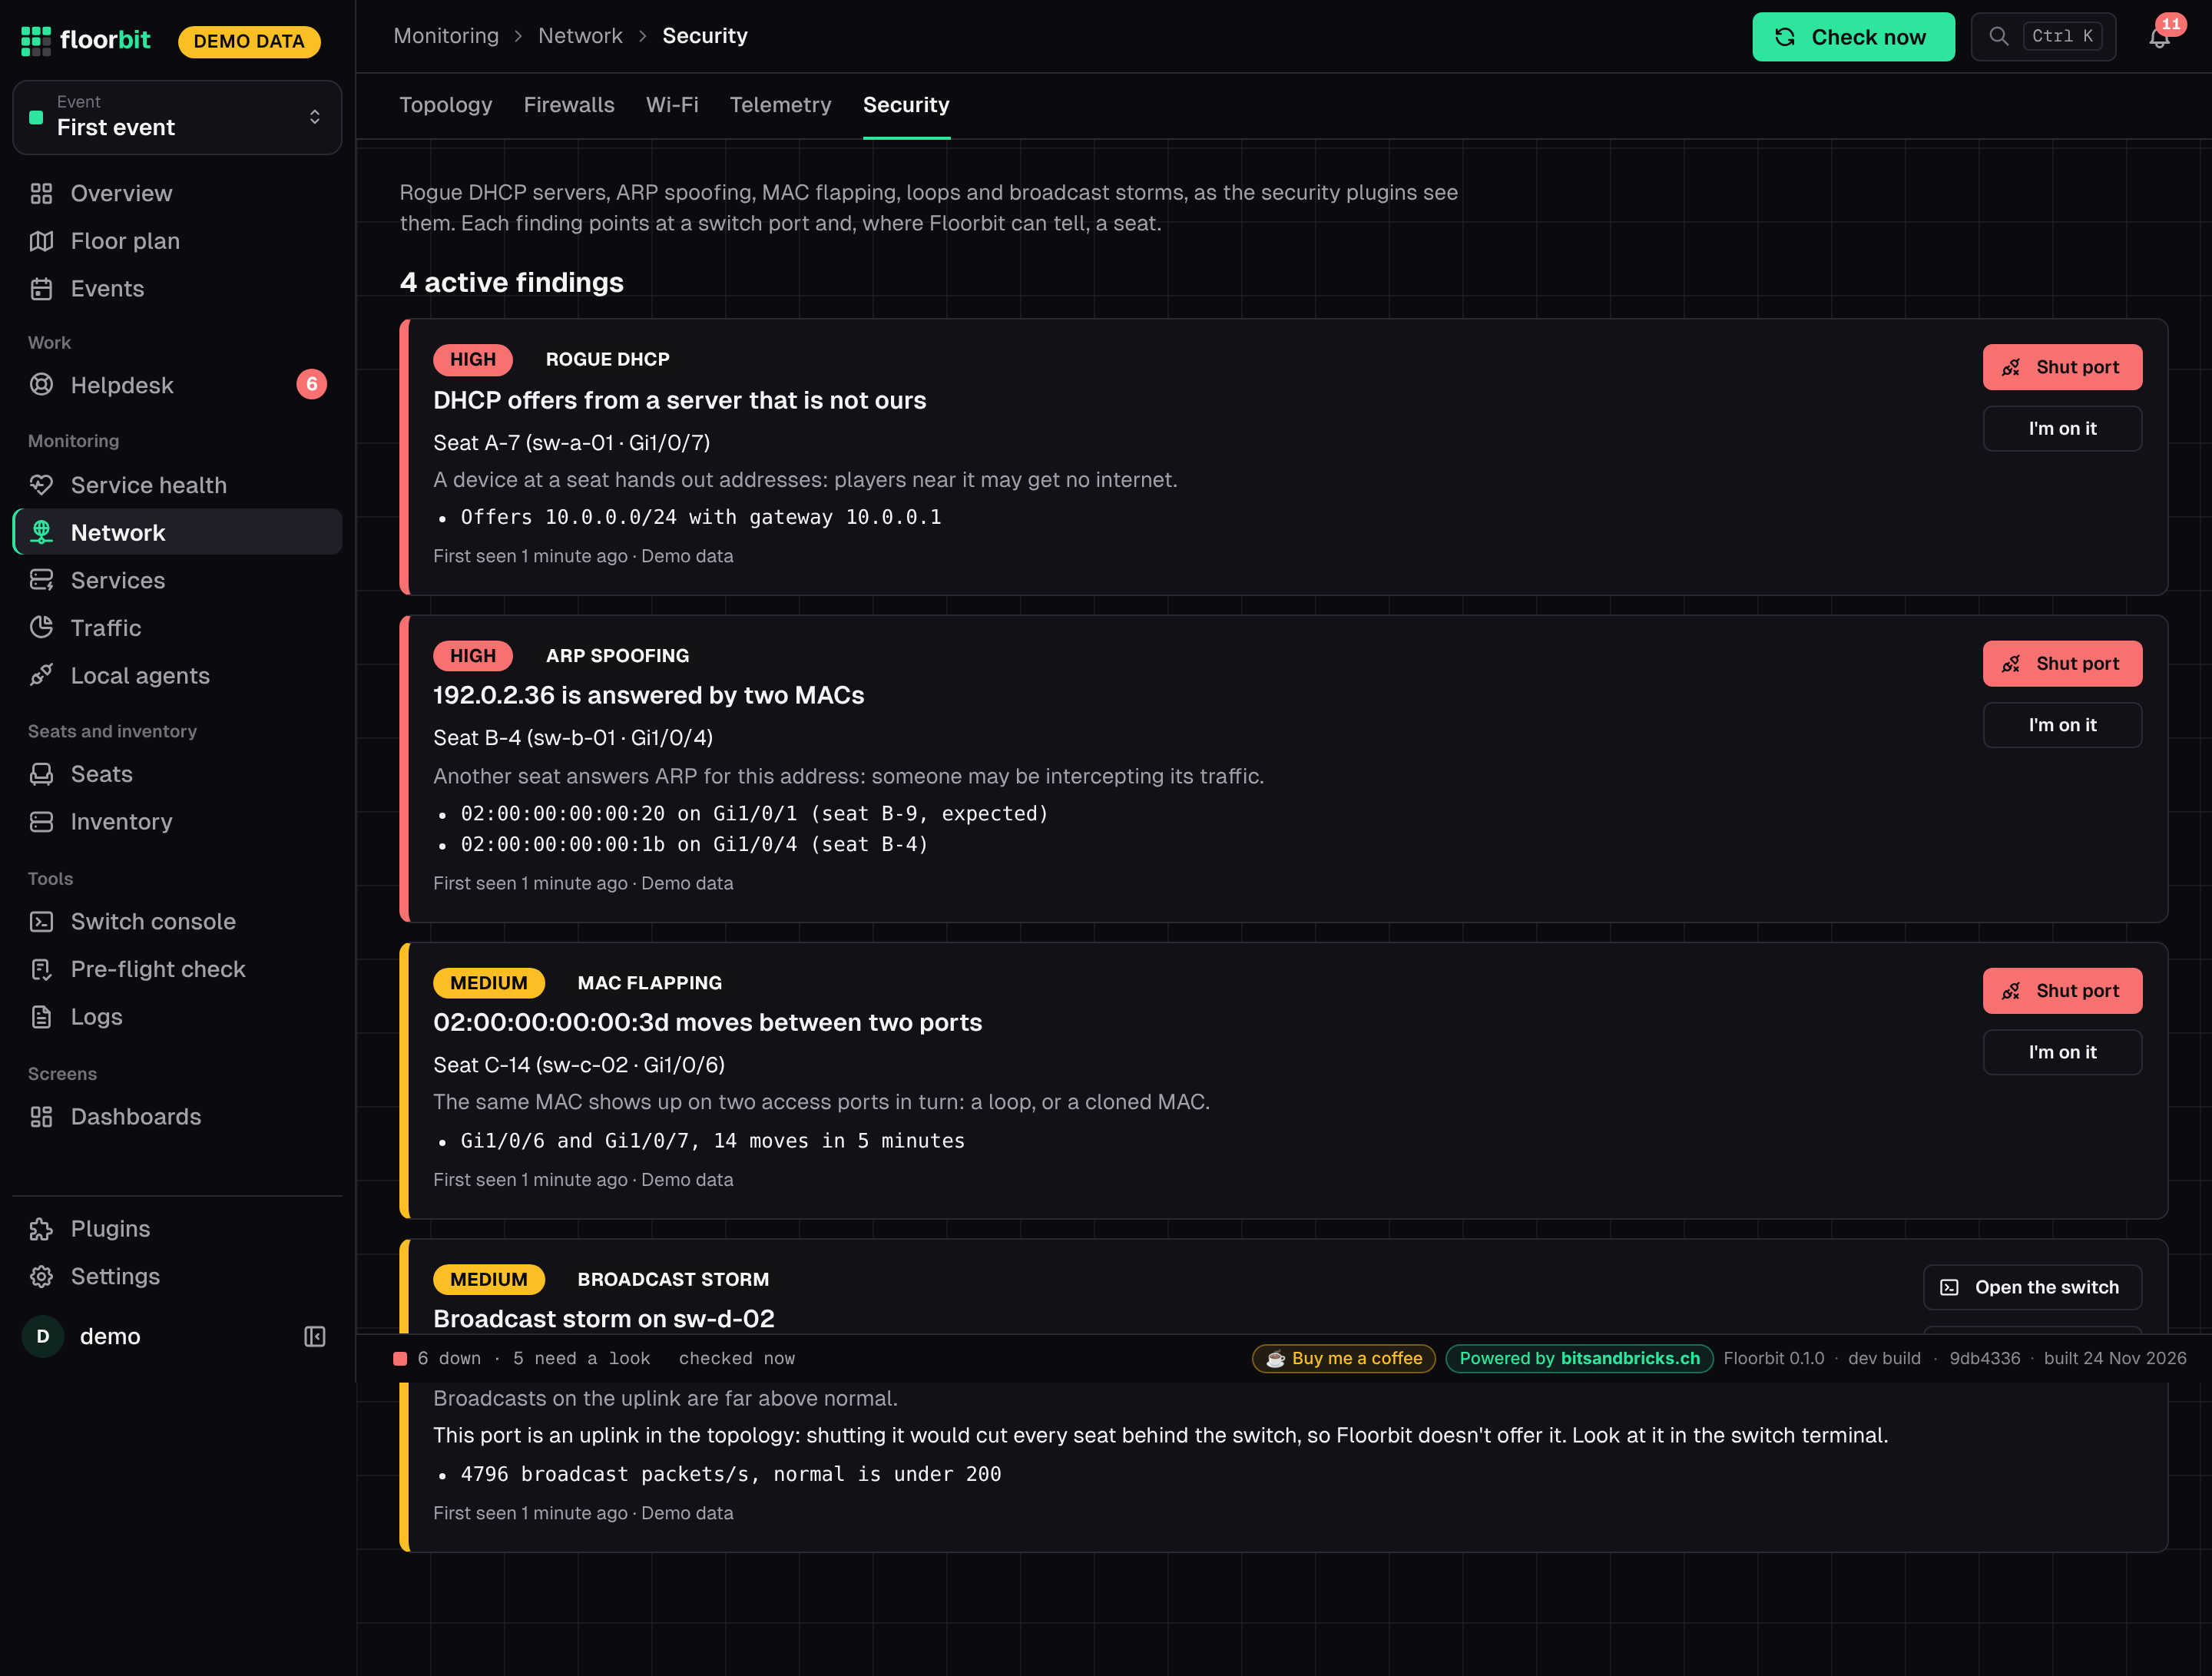 floorbit
DEMO DATA
Event
First event
Overview
Floor plan
Events
Work
Helpdesk
6
Monitoring
Service health
Network
Services
Traffic
Local agents
Seats and inventory
Seats
Inventory
Tools
Switch console
Pre-flight check
Logs
Screens
Dashboards
Plugins
Settings
D
demo
Monitoring > Network > Security
Check now
Ctrl K
11
Topology
Firewalls
Wi-Fi
Telemetry
Security
Rogue DHCP servers, ARP spoofing, MAC flapping, loops and broadcast storms, as the security plugins see
them. Each finding points at a switch port and, where Floorbit can tell, a seat.
4 active findings
HIGH
ROGUE DHCP
DHCP offers from a server that is not ours
Seat A-7 (sw-a-01 · Gi1/0/7)
A device at a seat hands out addresses: players near it may get no internet.
• Offers 10.0.0.0/24 with gateway 10.0.0.1
First seen 1 minute ago · Demo data
Shut port
I'm on it
HIGH
ARP SPOOFING
192.0.2.36 is answered by two MACs
Seat B-4 (sw-b-01 · Gi1/0/4)
Another seat answers ARP for this address: someone may be intercepting its traffic.
• 02:00:00:00:00:20 on Gi1/0/1 (seat B-9, expected)
• 02:00:00:00:00:1b on Gi1/0/4 (seat B-4)
First seen 1 minute ago · Demo data
Shut port
I'm on it
MEDIUM
MAC FLAPPING
02:00:00:00:00:3d moves between two ports
Seat C-14 (sw-c-02 · Gi1/0/6)
The same MAC shows up on two access ports in turn: a loop, or a cloned MAC.
• Gi1/0/6 and Gi1/0/7, 14 moves in 5 minutes
First seen 1 minute ago · Demo data
Shut port
I'm on it
MEDIUM
BROADCAST STORM
Broadcast storm on sw-d-02
Open the switch
6 down · 5 need a look
checked now
☕ Buy me a coffee
Powered by bitsandbricks.ch
Floorbit 0.1.0 · dev build · 9db4336 · built 24 Nov 2026
Broadcasts on the uplink are far above normal.
This port is an uplink in the topology: shutting it would cut every seat behind the switch, so Floorbit doesn't offer it. Look at it in the switch terminal.
• 4796 broadcast packets/s, normal is under 200
First seen 1 minute ago · Demo data